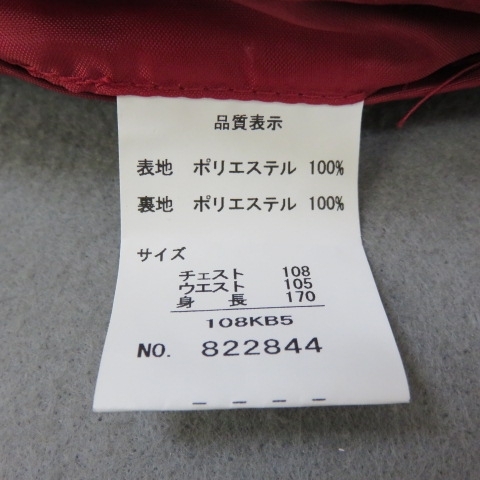 品質表示
表地 ポリエステル 100%
裏地 ポリエステル 100%
サイズ
チェスト 108
ウエスト 105
身長 170
108KB5
NO. 822844